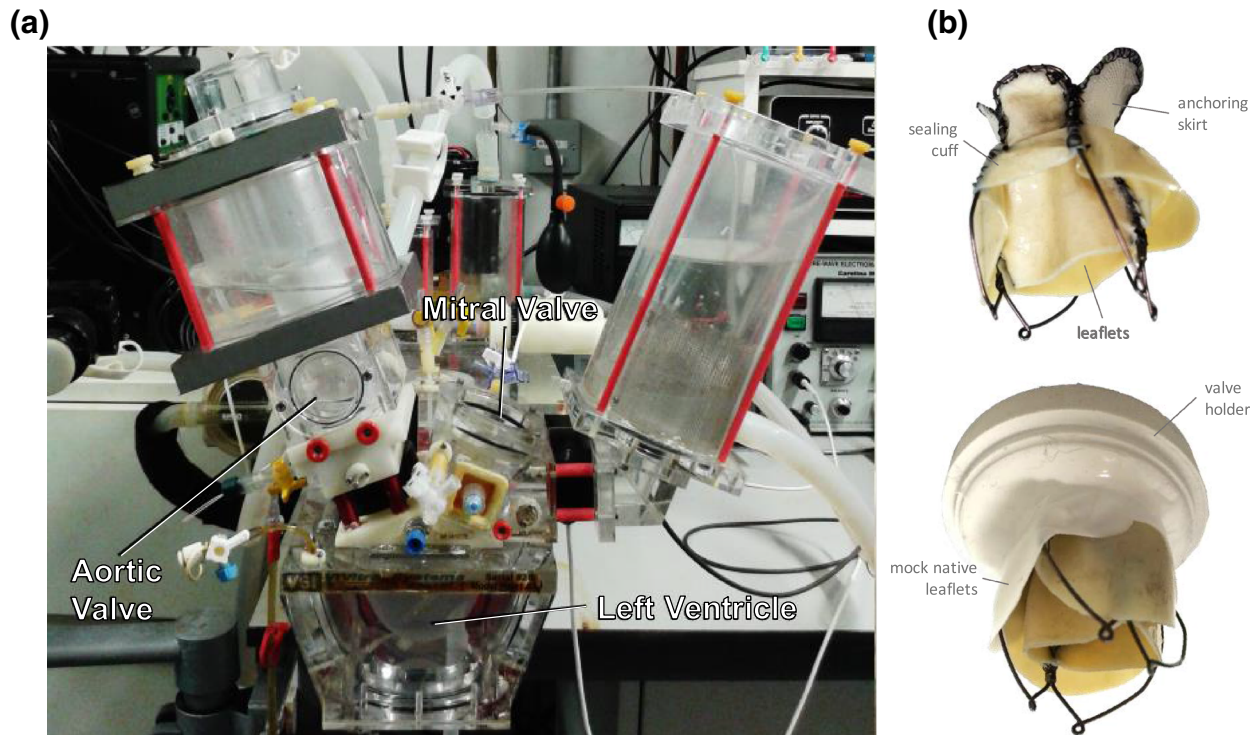 (a)
(b)
anchoring
skirt
sealing
cuff
leaflets
Mitral Valve
valve
holder
mock native
leaflets
Aortic
Valve
Left Ventricle